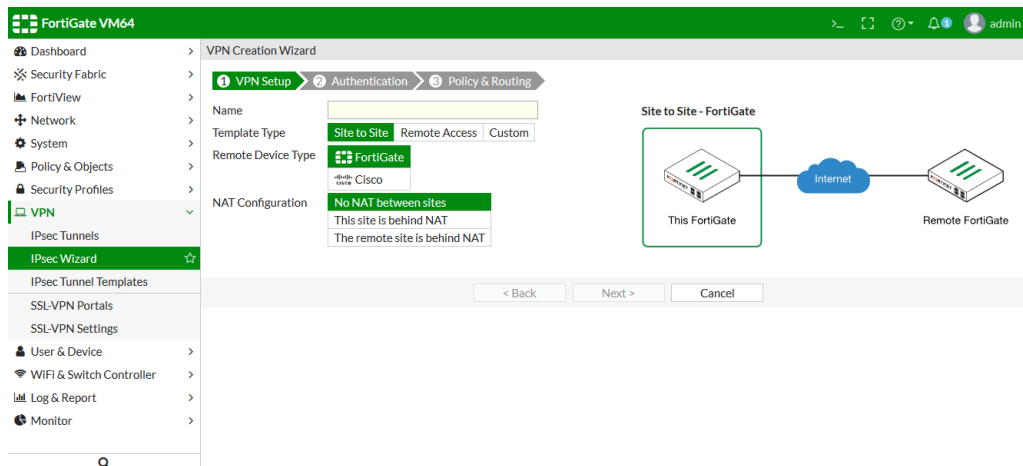 FortiGate VM64
>_
admin
1
Dashboard
Security Fabric
FortiView
Network
System
Policy & Objects
Security Profiles
VPN
IPsec Tunnels
IPsec Wizard
IPsec Tunnel Templates
SSL-VPN Portals
SSL-VPN Settings
User & Device
WiFi & Switch Controller
Log & Report
Monitor
VPN Creation Wizard
1 VPN Setup 2 Authentication 3 Policy & Routing
Name
Template Type Site to Site Remote Access Custom
Remote Device Type FortiGate
CISCO Cisco
NAT Configuration No NAT between sites
This site is behind NAT
The remote site is behind NAT
Site to Site - FortiGate
Internet
This FortiGate Remote FortiGate
< Back Next > Cancel